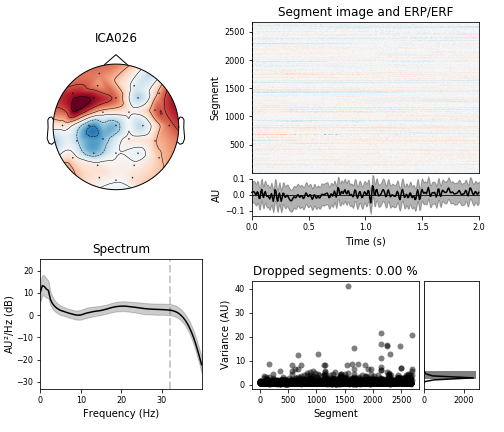 ICA026
Segment image and ERP/ERF
Segment
2500
2000
1500
1000
500
AU
0.1
0.0
−0.1
0.0 0.5 1.0 1.5 2.0
Time (s)
Spectrum
AU²/Hz (dB)
20
10
0
−10
−20
−30
0 10 20 30
Frequency (Hz)
Dropped segments: 0.00 %
Variance (AU)
40
30
20
10
0
0 500 1000 1500 2000 2500
Segment
0 2000